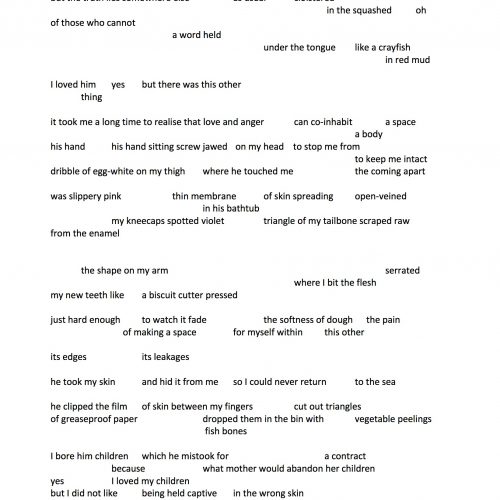 but the truth lies somewhere else as usual cloistered
in the squashed oh
of those who cannot
a word held
under the tongue like a crayfish
in red mud
I loved him yes but there was this other
thing
it took me a long time to realise that love and anger can co-inhabit a space
a body
his hand his hand sitting screw jawed on my head to stop me from
to keep me intact
dribble of egg-white on my thigh where he touched me the coming apart
was slippery pink thin membrane of skin spreading open-veined
in his bathtub
my kneecaps spotted violet triangle of my tailbone scraped raw
from the enamel
the shape on my arm serrated
where I bit the flesh
my new teeth like a biscuit cutter pressed
just hard enough to watch it fade the softness of dough the pain
of making a space for myself within this other
its edges its leakages
he took my skin and hid it from me so I could never return to the sea
he clipped the film of skin between my fingers cut out triangles
of greaseproof paper dropped them in the bin with vegetable peelings
fish bones
I bore him children which he mistook for a contract
because what mother would abandon her children
yes I loved my children
but I did not like being held captive in the wrong skin